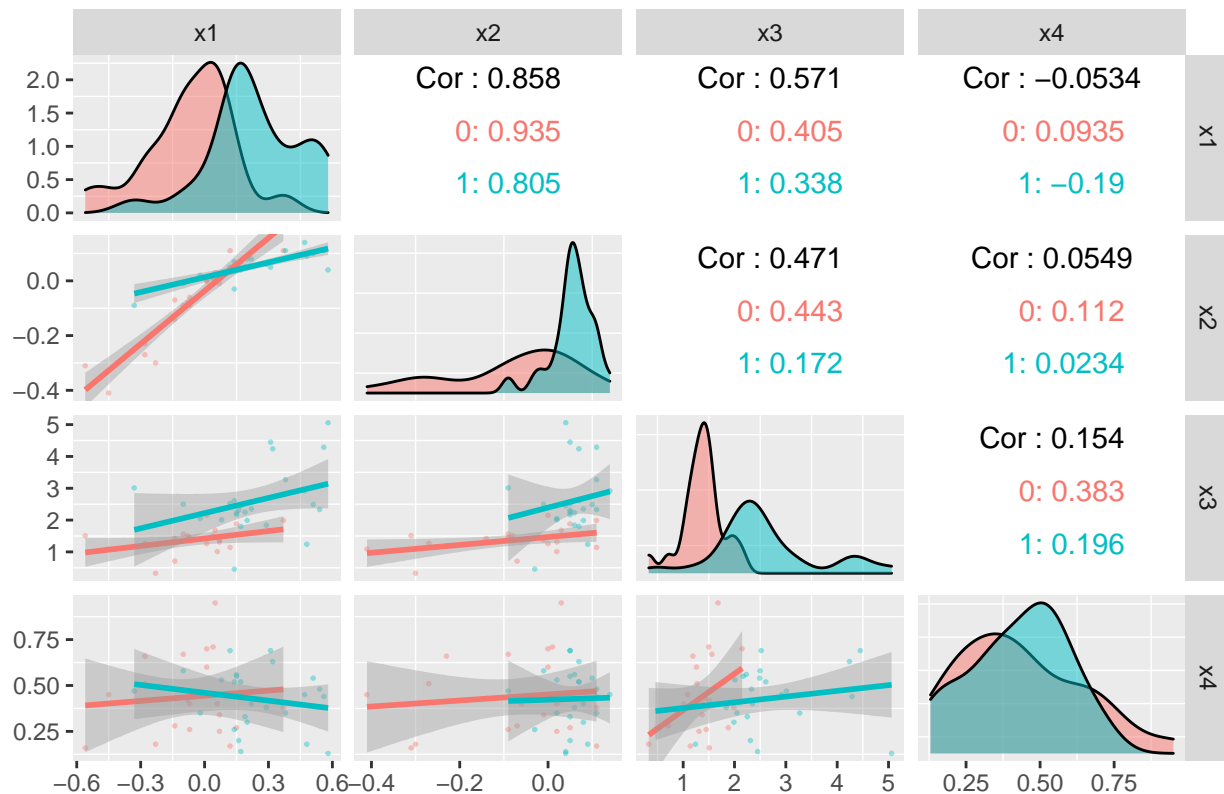 x1 x2 x3 x4
2.0
1.5
1.0
0.5
0.0
Cor : 0.858
0: 0.935
1: 0.805
Cor : 0.571
0: 0.405
1: 0.338
Cor : −0.0534
0: 0.0935
1: −0.19
x1
0.0
−0.2
−0.4
Cor : 0.471
0: 0.443
1: 0.172
Cor : 0.0549
0: 0.112
1: 0.0234
x2
5
4
3
2
1
Cor : 0.154
0: 0.383
1: 0.196
x3
0.75
0.50
0.25
x4
−0.6 −0.3 0.0 0.3 0.6 −0.4 −0.2 0.0 1 2 3 4 5 0.25 0.50 0.75